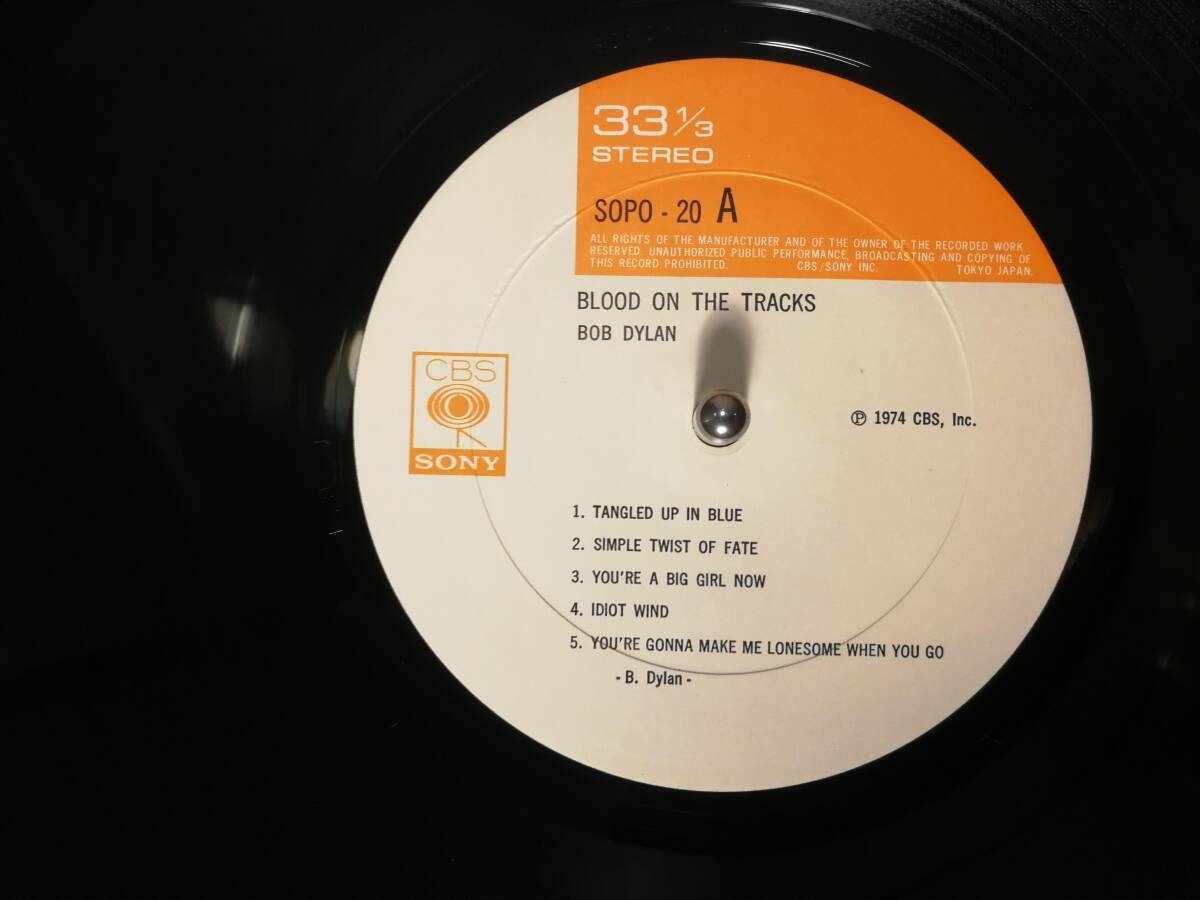 33 1/3
STEREO
SOPO - 20 A
ALL RIGHTS OF THE MANUFACTURER AND OF THE OWNER OF THE RECORDED WORK
RESERVED. UNAUTHORIZED PUBLIC PERFORMANCE, BROADCASTING AND COPYING OF
THIS RECORD PROHIBITED. CBS/SONY INC. TOKYO JAPAN.
BLOOD ON THE TRACKS
BOB DYLAN
CBS
SONY
℗ 1974 CBS, Inc.
1. TANGLED UP IN BLUE
2. SIMPLE TWIST OF FATE
3. YOU'RE A BIG GIRL NOW
4. IDIOT WIND
5. YOU'RE GONNA MAKE ME LONESOME WHEN YOU GO
- B. Dylan -